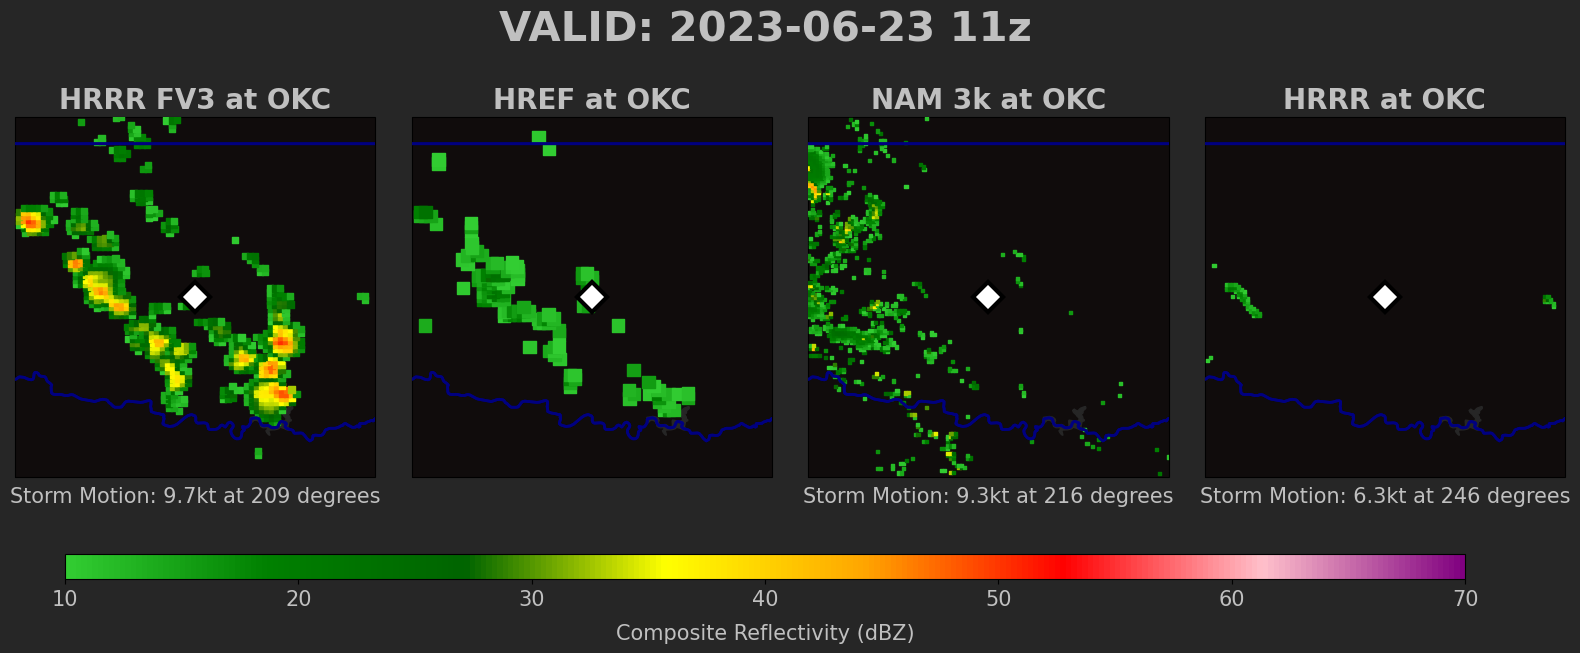 VALID: 2023-06-23 11z
HRRR FV3 at OKC
HREF at OKC
NAM 3k at OKC
HRRR at OKC
Storm Motion: 9.7kt at 209 degrees
Storm Motion: 9.3kt at 216 degrees
Storm Motion: 6.3kt at 246 degrees
10 20 30 40 50 60 70
Composite Reflectivity (dBZ)